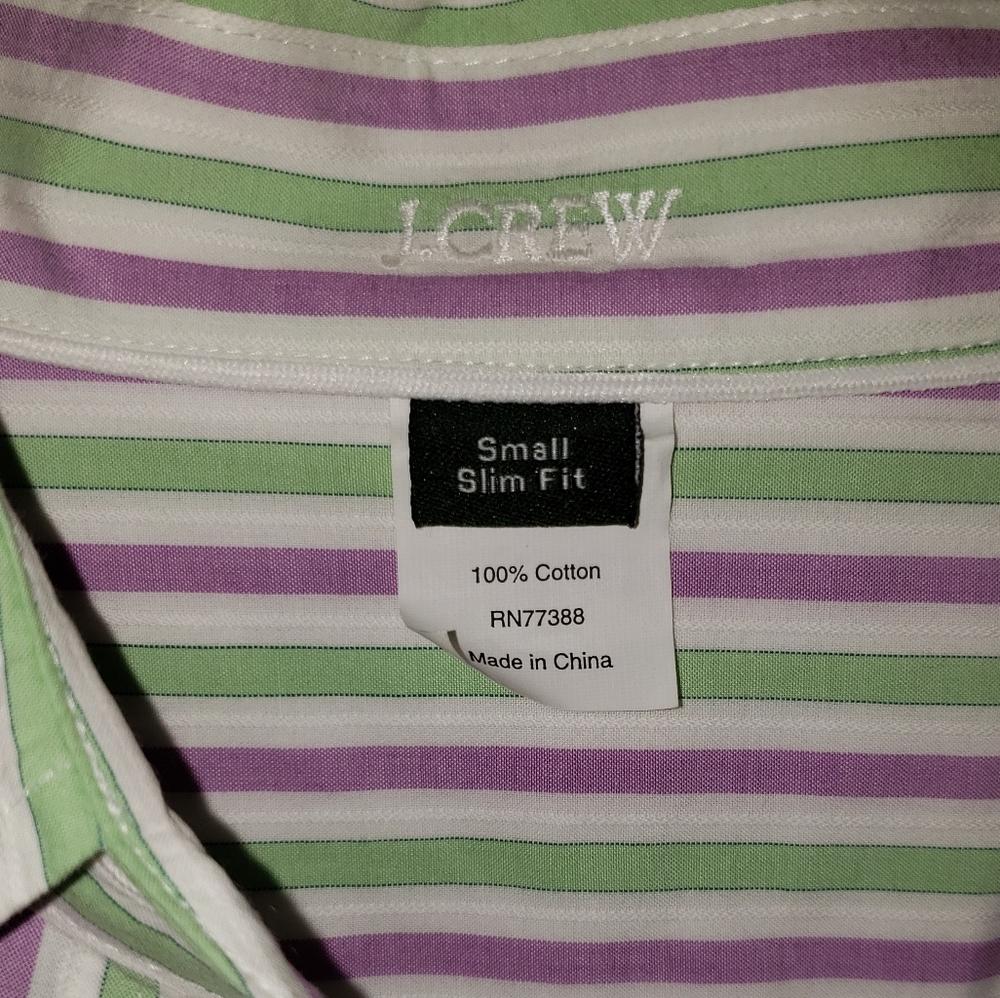 J.CREW
Small
Slim Fit
100% Cotton
RN77388
Made in China